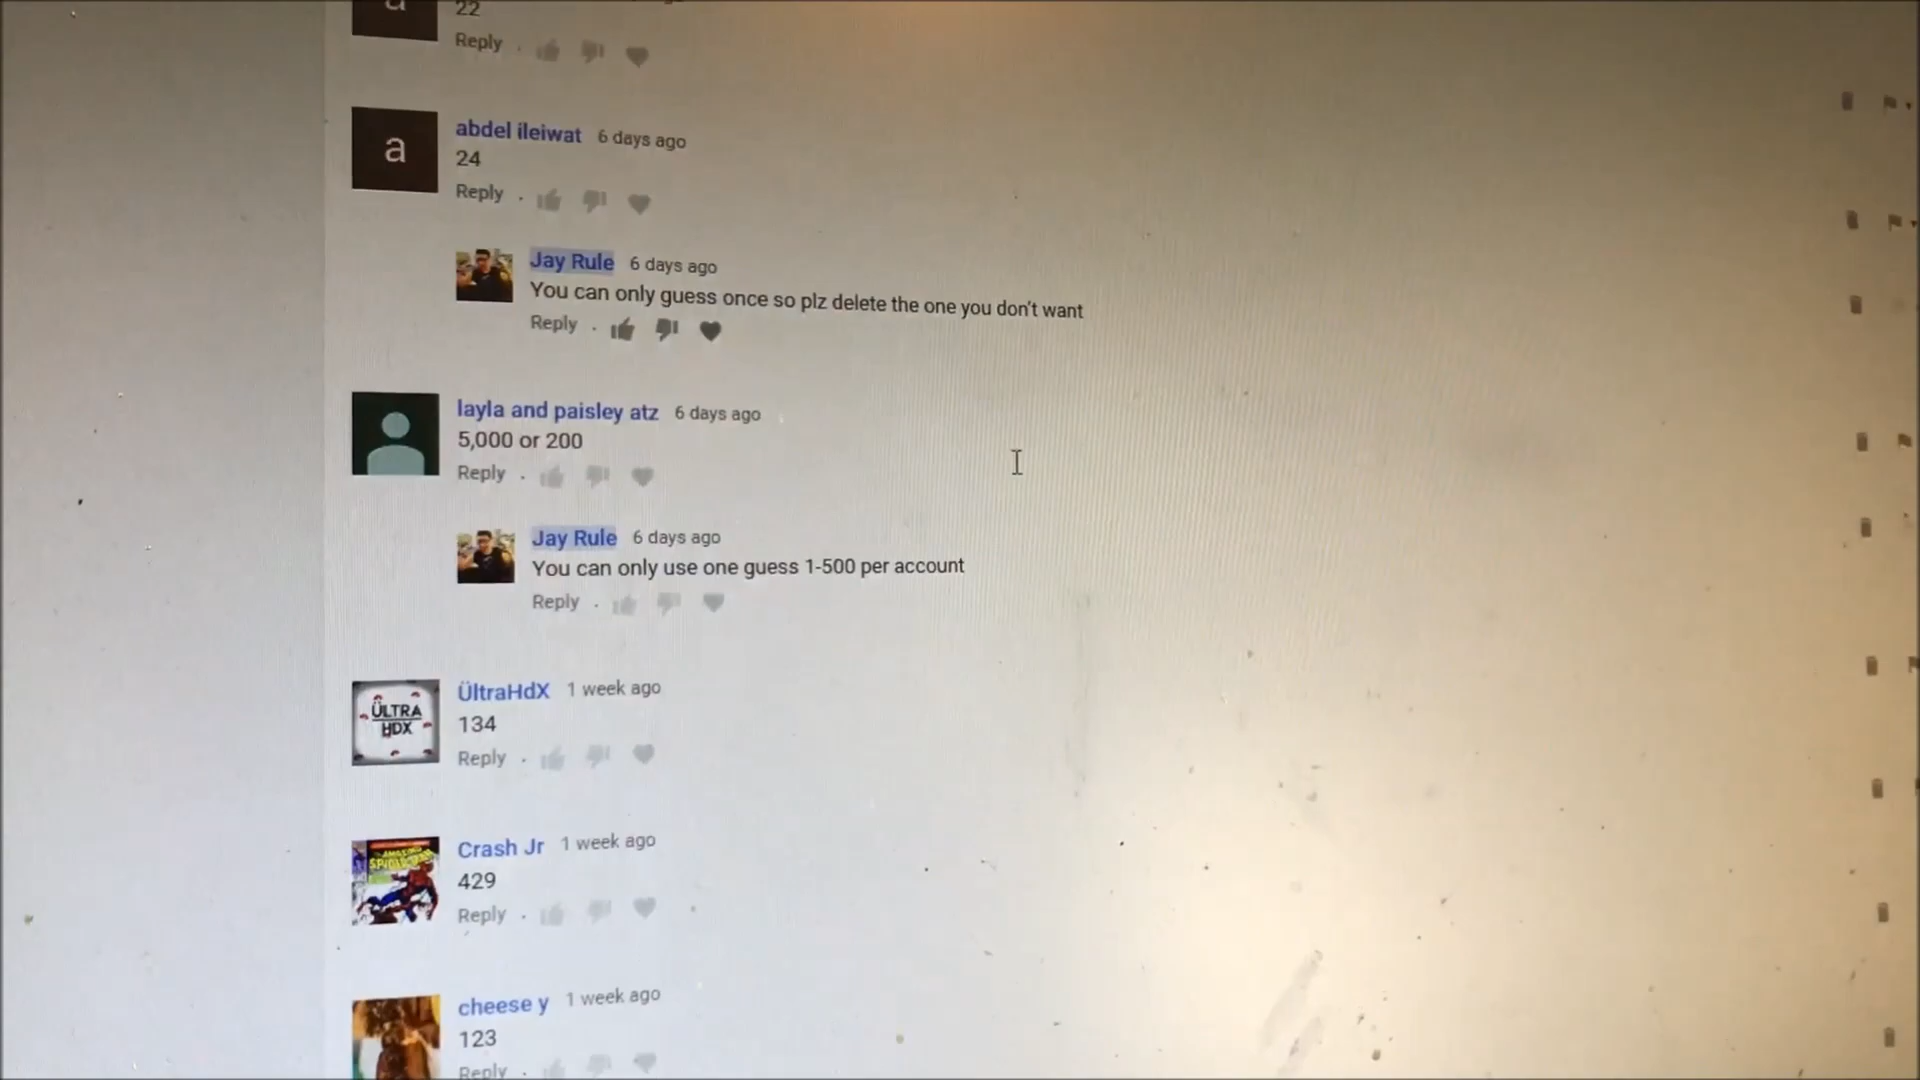 22
Reply
a
abdel ileiwat 6 days ago
24
Reply
Jay Rule 6 days ago
You can only guess once so plz delete the one you don't want
Reply
layla and paisley atz 6 days ago
5,000 or 200
Reply
Jay Rule 6 days ago
You can only use one guess 1-500 per account
Reply
ÜltraHdX 1 week ago
ÜLTRA
HDX
134
Reply
Crash Jr 1 week ago
AMAZING
SPIDER-MAN
429
Reply
cheese y 1 week ago
123
Reply